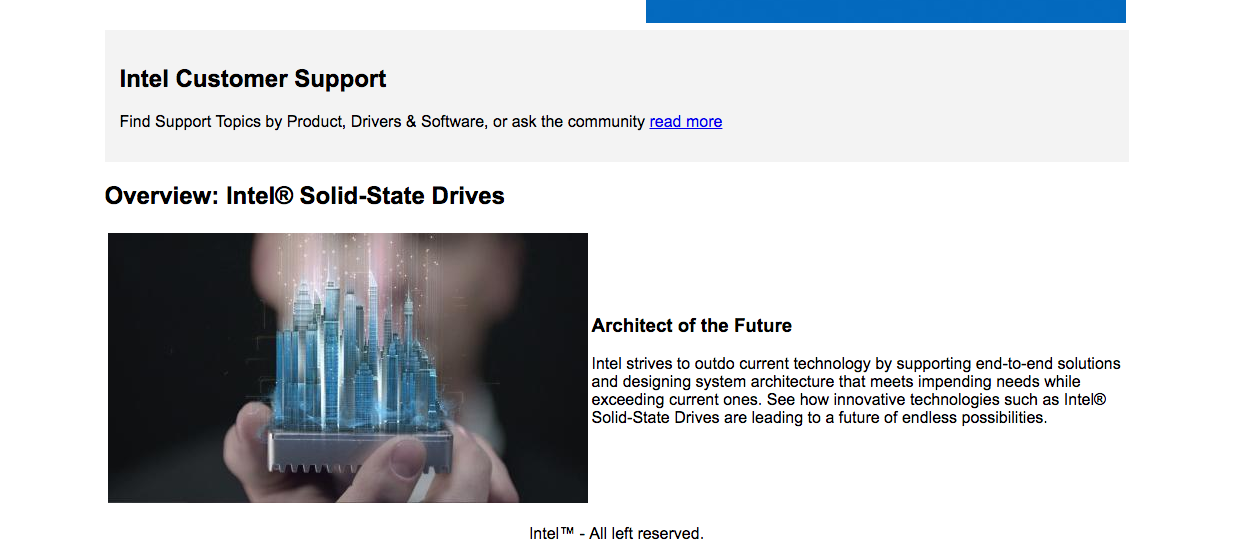 Intel Customer Support
Find Support Topics by Product, Drivers & Software, or ask the community read more
Overview: Intel® Solid-State Drives
Architect of the Future
Intel strives to outdo current technology by supporting end-to-end solutions
and designing system architecture that meets impending needs while
exceeding current ones. See how innovative technologies such as Intel®
Solid-State Drives are leading to a future of endless possibilities.
Intel™ - All left reserved.